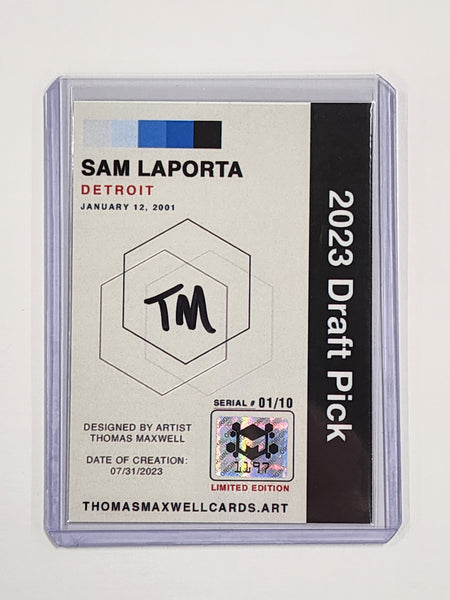 SAM LAPORTA
DETROIT
JANUARY 12, 2001
TM
2023 Draft Pick
SERIAL # 01/10
1197
LIMITED EDITION
DESIGNED BY ARTIST
THOMAS MAXWELL
DATE OF CREATION:
07/31/2023
THOMASMAXWELLCARDS.ART